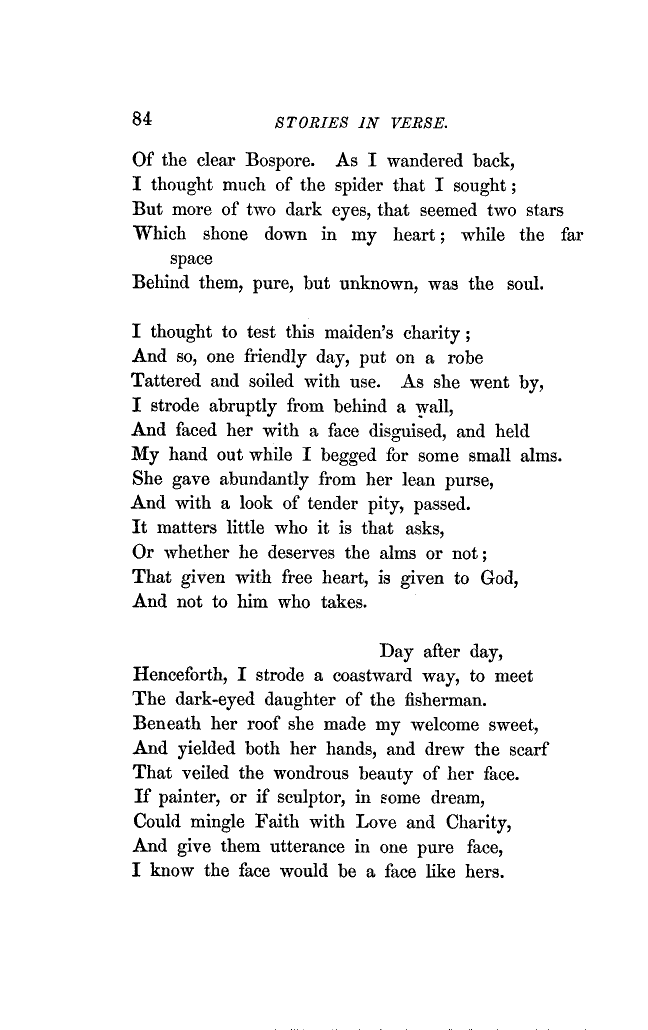 84 STORIES IN VERSE.
Of the clear Bospore. As I wandered back,
I thought much of the spider that I sought ;
But more of two dark eyes, that seemed two stars
Which shone down in my heart ; while the far
space
Behind them, pure, but unknown, was the soul.
I thought to test this maiden's charity ;
And so, one friendly day, put on a robe
Tattered and soiled with use. As she went by,
I strode abruptly from behind a wall,
And faced her with a face disguised, and held
My hand out while I begged for some small alms.
She gave abundantly from her lean purse,
And with a look of tender pity, passed.
It matters little who it is that asks,
Or whether he deserves the alms or not ;
That given with free heart, is given to God,
And not to him who takes.
Day after day,
Henceforth, I strode a coastward way, to meet
The dark-eyed daughter of the fisherman.
Beneath her roof she made my welcome sweet,
And yielded both her hands, and drew the scarf
That veiled the wondrous beauty of her face.
If painter, or if sculptor, in some dream,
Could mingle Faith with Love and Charity,
And give them utterance in one pure face,
I know the face would be a face like hers.